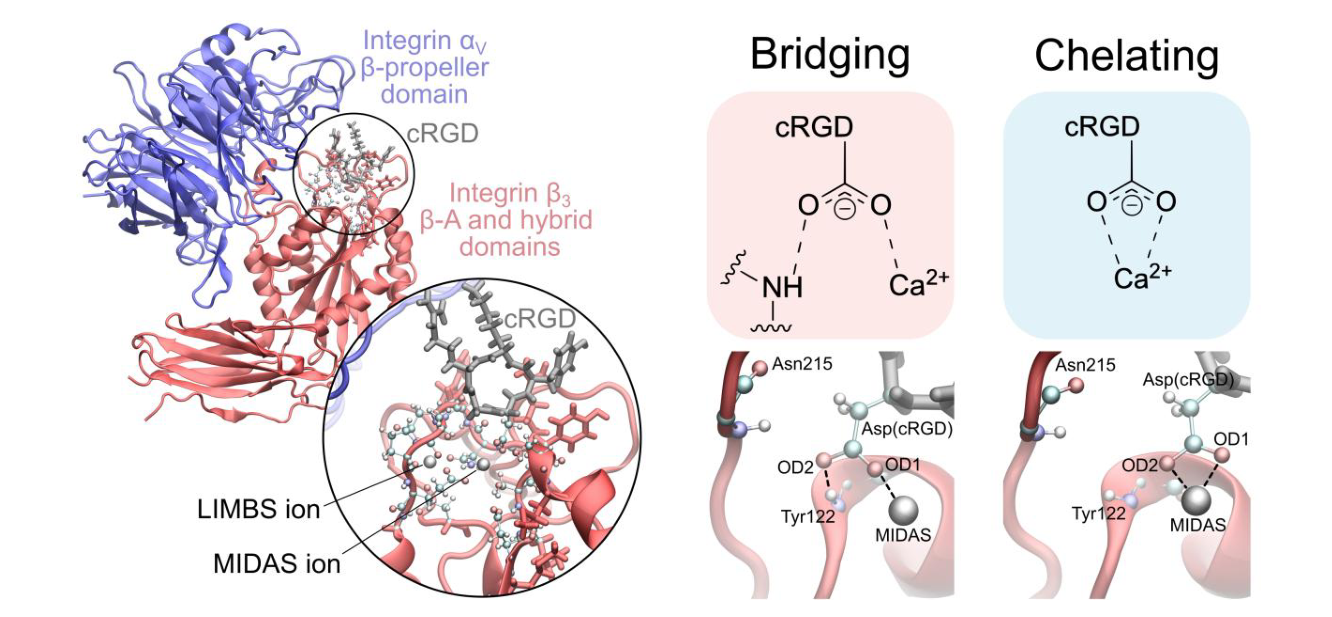 Integrin αV
β-propeller
domain
cRGD
Integrin β3
β-A and hybrid
domains
cRGD
LIMBS ion
MIDAS ion
Bridging
cRGD
O
−
O
NH
Ca2+
Asn215
Asp(cRGD)
OD2
OD1
Tyr122
MIDAS
Chelating
cRGD
O
−
O
Ca2+
Asn215
Asp(cRGD)
OD1
OD2
Tyr122
MIDAS